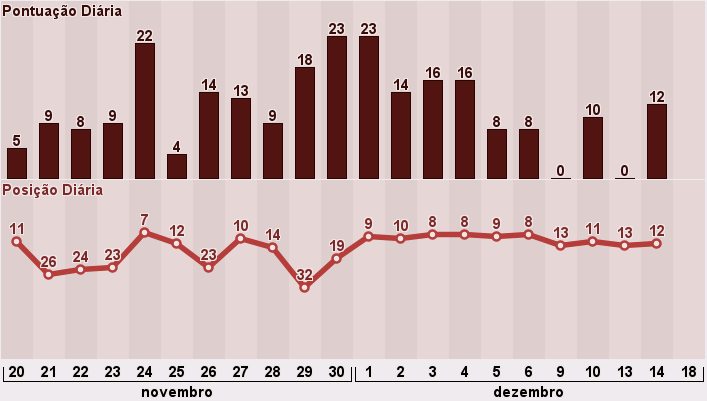 Pontuação Diária
5 9 8 9 22 4 14 13 9 18 23 23 14 16 16 8 8 0 10 0 12
Posição Diária
11 26 24 23 7 12 23 10 14 32 19 9 10 8 8 9 8 13 11 13 12
20 21 22 23 24 25 26 27 28 29 30 1 2 3 4 5 6 9 10 13 14 18
novembro dezembro